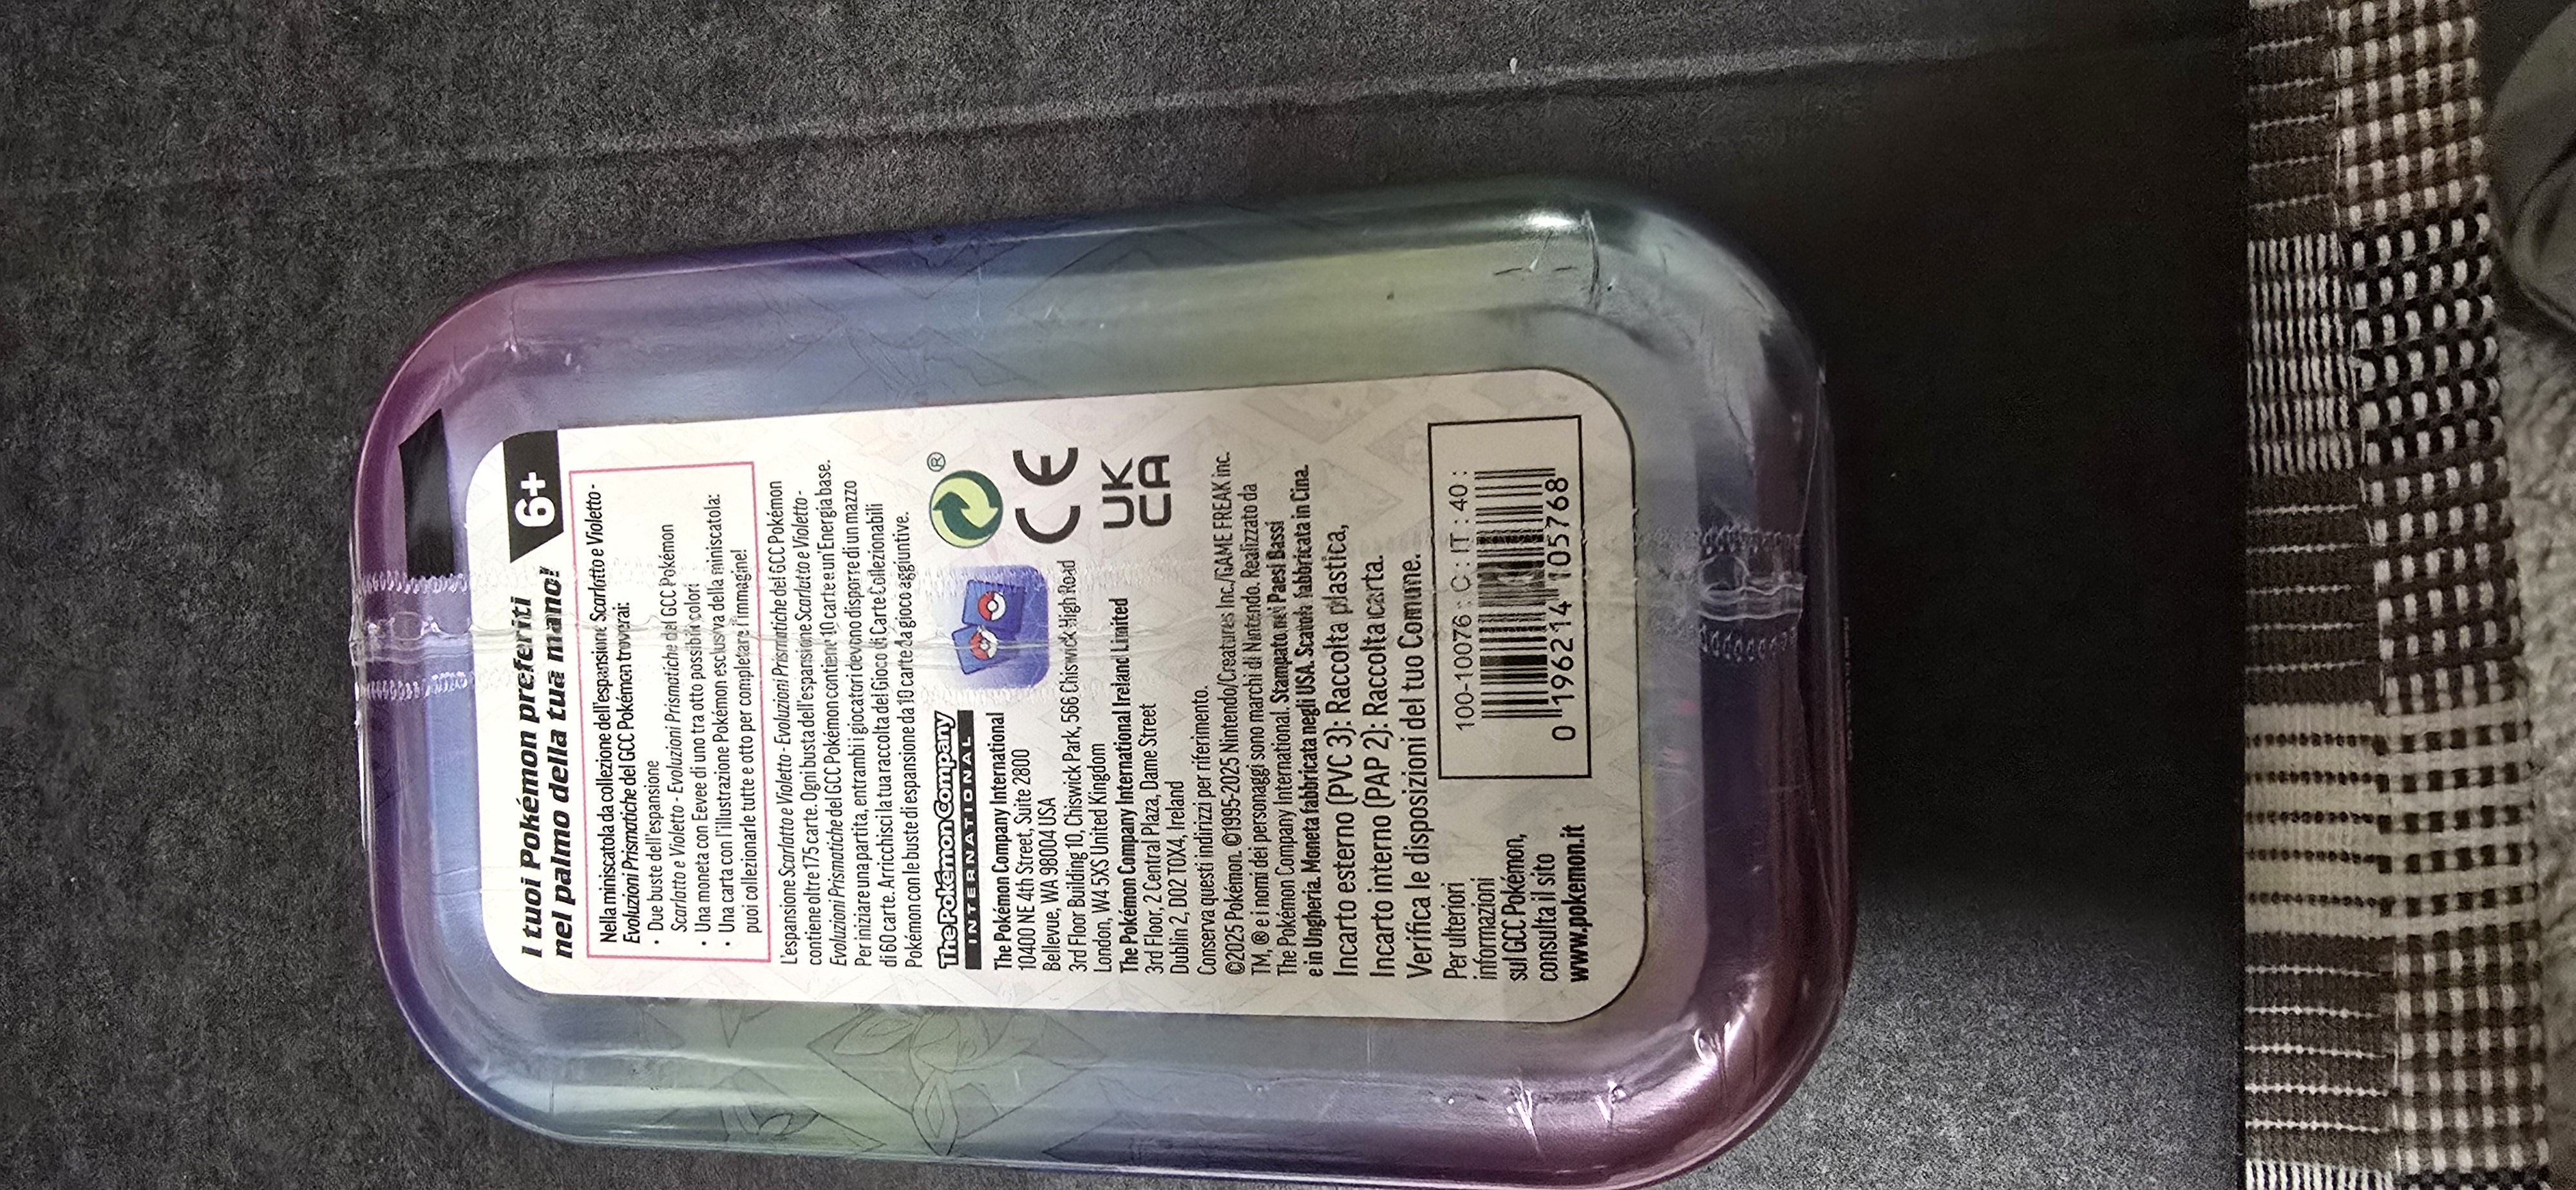 I tuoi Pokémon preferiti
nel palmo della tua mano!
6+
Nella miniscatola da collezione dell'espansione Scarlatto e Violetto -
Evoluzioni Prismatiche del GCC Pokémon troverai:
• Due buste dell'espansione
Scarlatto e Violetto - Evoluzioni Prismatiche del GCC Pokémon
• Una moneta con Eevee di uno tra otto possibili colori
• Una carta con l'illustrazione Pokémon esclusiva della miniscatola:
puoi collezionarle tutte e otto per completare l'immagine!
L'espansione Scarlatto e Violetto - Evoluzioni Prismatiche del GCC Pokémon
contiene oltre 175 carte. Ogni busta dell'espansione Scarlatto e Violetto -
Evoluzioni Prismatiche del GCC Pokémon contiene 10 carte e un'Energia base.
Per iniziare una partita, entrambi i giocatori devono disporre di un mazzo
di 60 carte. Arricchisci la tua raccolta del Gioco di Carte Collezionabili
Pokémon con le buste di espansione da 10 carte da gioco aggiuntive.
The Pokémon Company
INTERNATIONAL
®
CE
UK
CA
The Pokémon Company International
10400 NE 4th Street, Suite 2800
Bellevue, WA 98004 USA
3rd Floor Building 10, Chiswick Park, 566 Chiswick High Road
London, W4 5XS United Kingdom
The Pokémon Company International Ireland Limited
3rd Floor, 2 Central Plaza, Dame Street
Dublin 2, D02 T0X4, Ireland
Conserva questi indirizzi per riferimento.
©2025 Pokémon. ©1995-2025 Nintendo/Creatures Inc./GAME FREAK inc.
TM, ® e i nomi dei personaggi sono marchi di Nintendo. Realizzato da
The Pokémon Company International. Stampato nei Paesi Bassi
e in Ungheria. Moneta fabbricata negli USA. Scatola fabbricata in Cina.
Incarto esterno (PVC 3): Raccolta plastica,
Incarto interno (PAP 2): Raccolta carta.
Verifica le disposizioni del tuo Comune.
Per ulteriori
informazioni
sul GCC Pokémon,
consulta il sito
www.pokemon.it
100-10076 : C : IT : 40 :
0 196214 105768